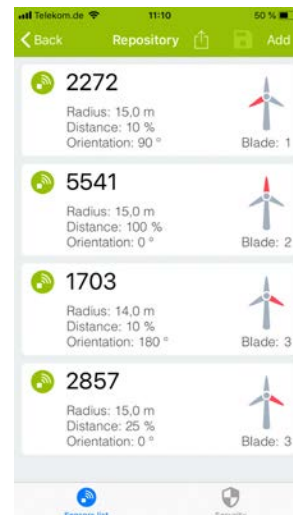 Telekom.de 11:10 50 %
Back Repository Add
2272
Radius: 15,0 m
Distance: 10 %
Orientation: 90 °
Blade: 1
5541
Radius: 15,0 m
Distance: 100 %
Orientation: 0 °
Blade: 2
1703
Radius: 14,0 m
Distance: 10 %
Orientation: 180 °
Blade: 3
2857
Radius: 15,0 m
Distance: 25 %
Orientation: 0 °
Blade: 3